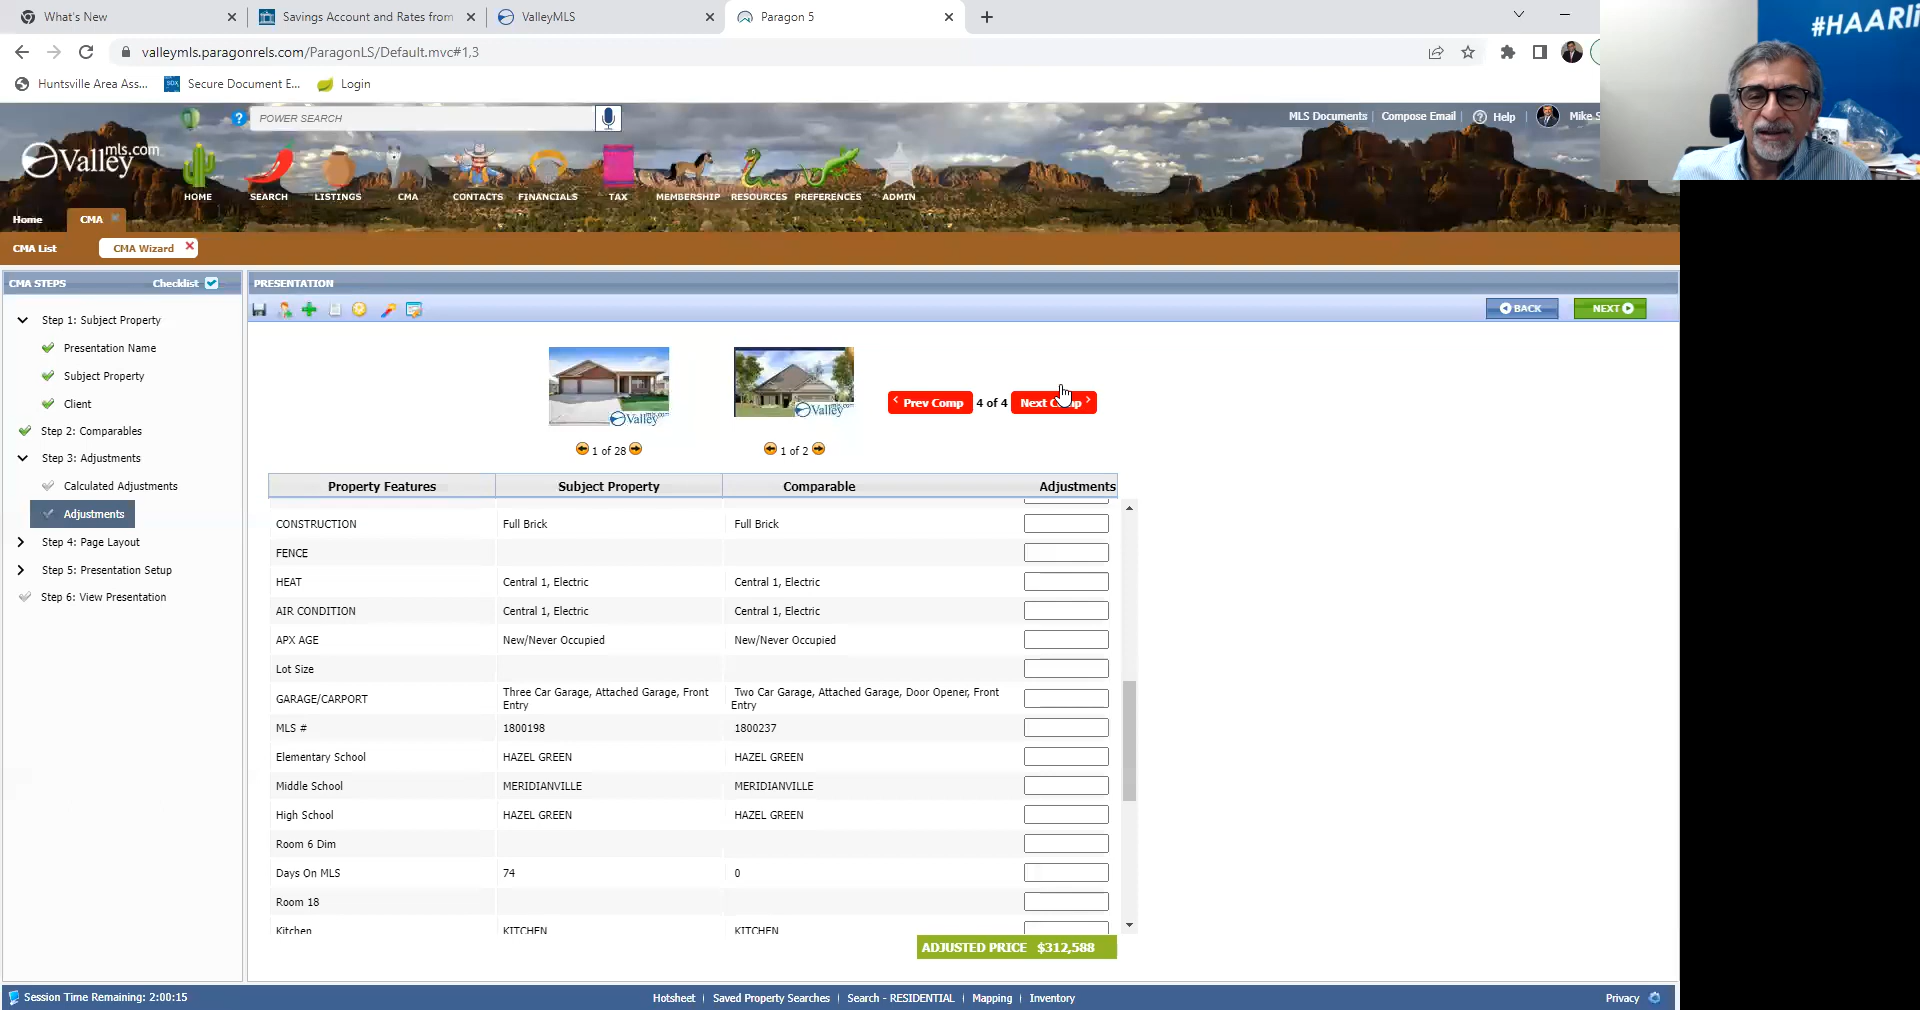 What's New
Savings Account and Rates from
ValleyMLS
Paragon 5
valleymls.paragonrels.com/ParagonLS/Default.mvc#1,3
Huntsville Area Ass...
Secure Document E...
Login
#HAARli
POWER SEARCH
MLS Documents | Compose Email | Help | Mike S
Valleymls.com
HOME SEARCH LISTINGS CMA CONTACTS FINANCIALS TAX MEMBERSHIP RESOURCES PREFERENCES ADMIN
Home CMA
CMA List CMA Wizard
CMA STEPS Checklist
PRESENTATION
BACK NEXT
Step 1: Subject Property
Presentation Name
Subject Property
Client
Step 2: Comparables
Step 3: Adjustments
Calculated Adjustments
Adjustments
Step 4: Page Layout
Step 5: Presentation Setup
Step 6: View Presentation
Valley
Valley
Prev Comp 4 of 4 Next
1 of 28 1 of 2
Property Features Subject Property Comparable Adjustments
CONSTRUCTION Full Brick Full Brick
FENCE
HEAT Central 1, Electric Central 1, Electric
AIR CONDITION Central 1, Electric Central 1, Electric
APX AGE New/Never Occupied New/Never Occupied
Lot Size
GARAGE/CARPORT Three Car Garage, Attached Garage, Front Entry Two Car Garage, Attached Garage, Door Opener, Front Entry
MLS # 1800198 1800237
Elementary School HAZEL GREEN HAZEL GREEN
Middle School MERIDIANVILLE MERIDIANVILLE
High School HAZEL GREEN HAZEL GREEN
Room 6 Dim
Days On MLS 74 0
Room 18
Kitchen KITCHEN KITCHEN
ADJUSTED PRICE $312,588
Session Time Remaining: 2:00:15
Hotsheet | Saved Property Searches | Search - RESIDENTIAL | Mapping | Inventory
Privacy